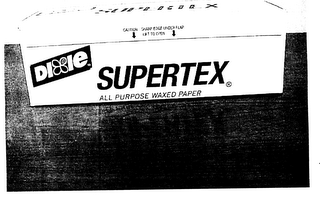 CAUTION: SHARP EDGE UNDER FLAP
LIFT TO OPEN
DIXIE
SUPERTEX®
ALL PURPOSE WAXED PAPER